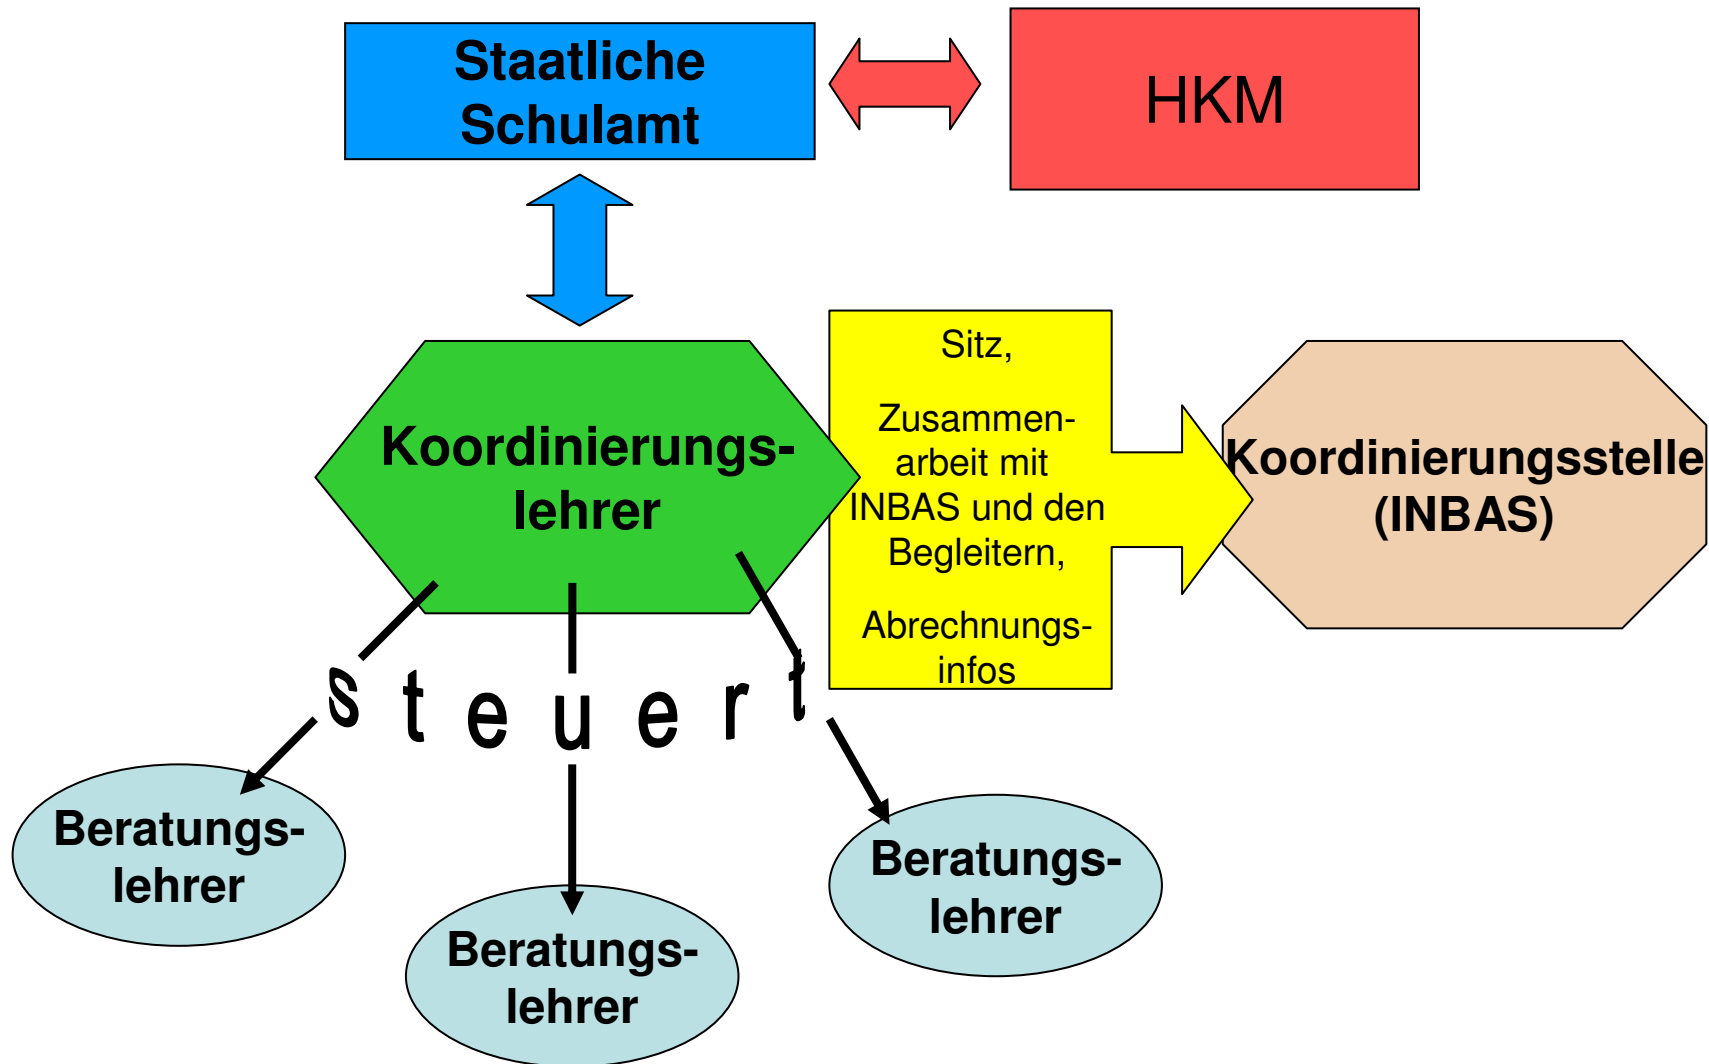 Staatliche
Schulamt
HKM
Koordinierungs-
lehrer
Sitz,
Zusammen-
arbeit mit
INBAS und den
Begleitern,
Abrechnungs-
infos
Koordinierungsstelle
(INBAS)
steuert
Beratungs-
lehrer
Beratungs-
lehrer
Beratungs-
lehrer